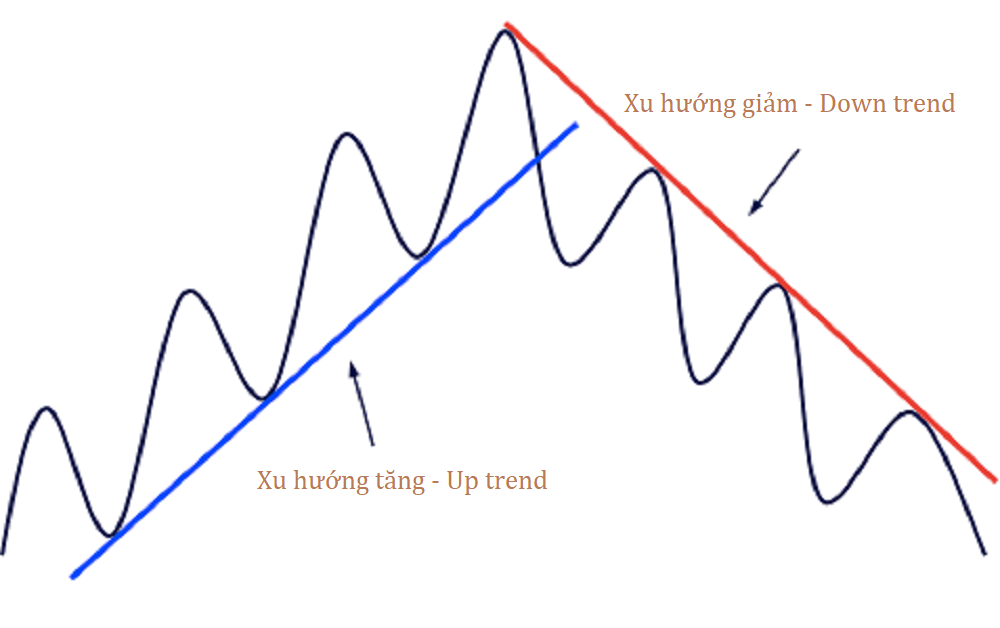 Xu hướng giảm - Down trend
Xu hướng tăng - Up trend